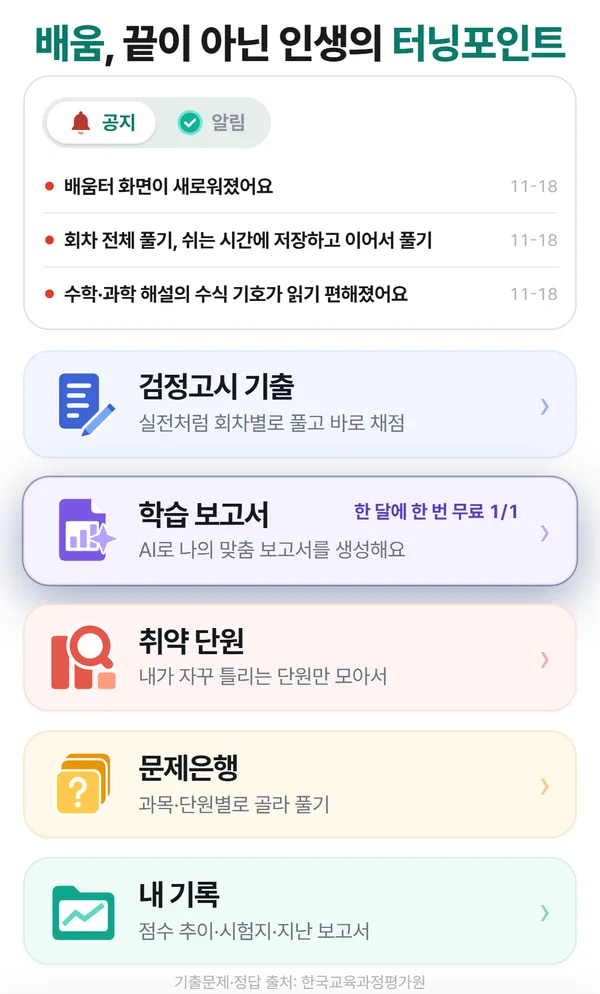 배움, 끝이 아닌 인생의 터닝포인트
공지 알림
배움터 화면이 새로워졌어요 11-18
회차 전체 풀기, 쉬는 시간에 저장하고 이어서 풀기 11-18
수학·과학 해설의 수식 기호가 읽기 편해졌어요 11-18
검정고시 기출
실전처럼 회차별로 풀고 바로 채점
학습 보고서 한 달에 한 번 무료 1/1
AI로 나의 맞춤 보고서를 생성해요
취약 단원
내가 자꾸 틀리는 단원만 모아서
?
문제은행
과목·단원별로 골라 풀기
내 기록
점수 추이·시험지·지난 보고서
기출문제·정답 출처: 한국교육과정평가원